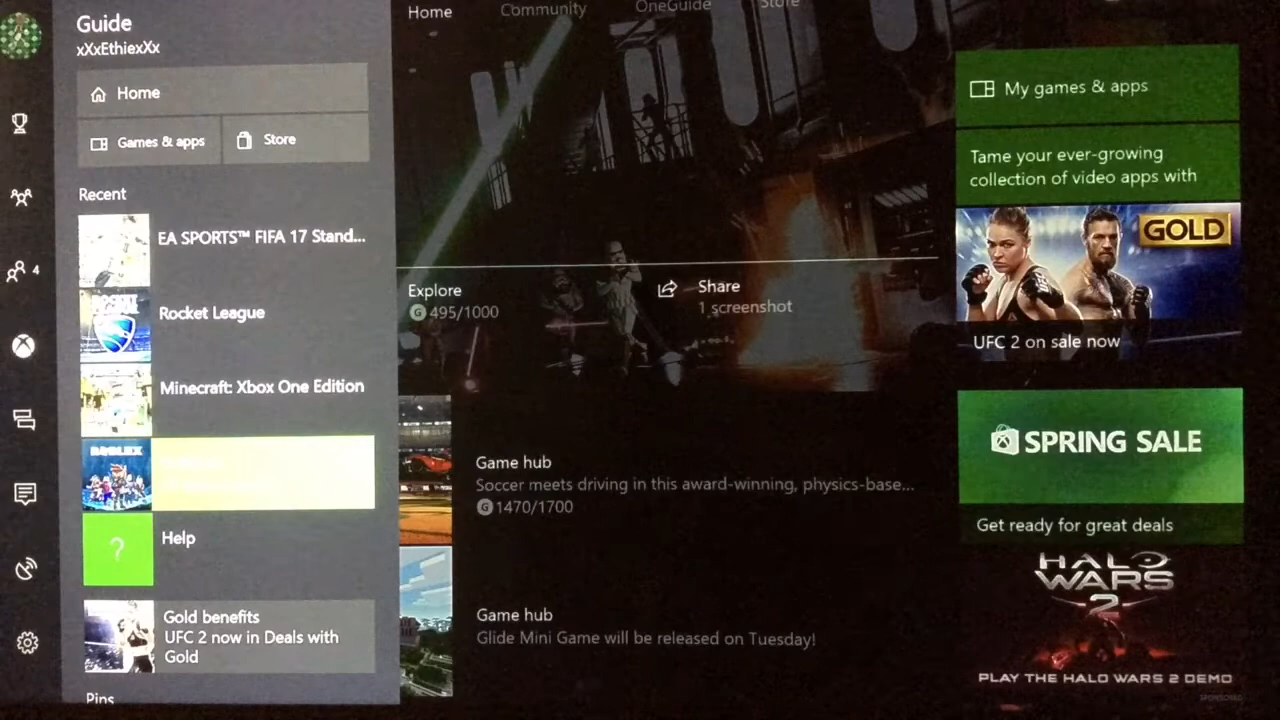 Guide
xXxEthiexXx
Home
Games & apps
Store
Recent
EA SPORTS™ FIFA 17 Stand...
ROCKET
Rocket League
Minecraft: Xbox One Edition
ROBLOX
?
Help
Gold benefits
UFC 2 now in Deals with
Gold
Pins
4
Home
Community
OneGuide
Store
Explore
G 495/1000
Share
1 screenshot
Game hub
Soccer meets driving in this award-winning, physics-base...
G 1470/1700
Game hub
Glide Mini Game will be released on Tuesday!
My games & apps
Tame your ever-growing
collection of video apps with
GOLD
UFC 2 on sale now
SPRING SALE
Get ready for great deals
HALO
WARS
2
PLAY THE HALO WARS 2 DEMO
SPONSORED